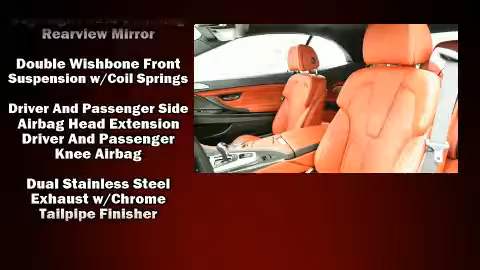 Rearview Mirror
Double Wishbone Front
Suspension w/Coil Springs
Driver And Passenger Side
Airbag Head Extension
Driver And Passenger
Knee Airbag
Dual Stainless Steel
Exhaust w/Chrome
Tailpipe Finisher